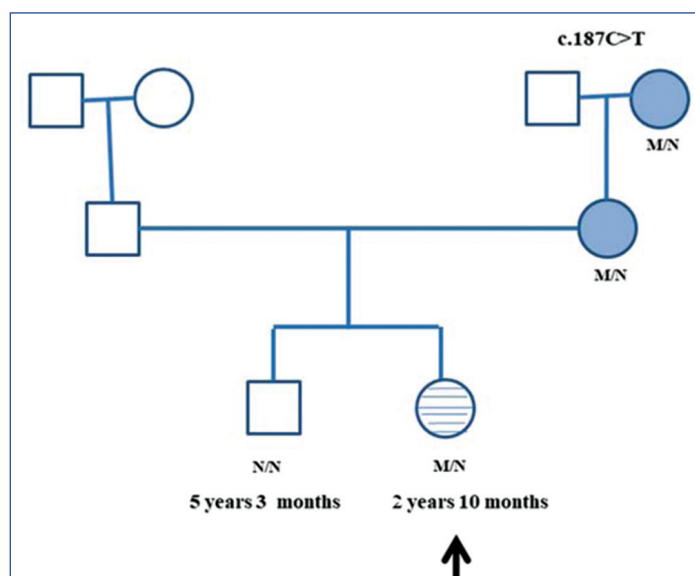 c.187C>T
M/N
M/N
N/N
M/N
5 years 3 months
2 years 10 months